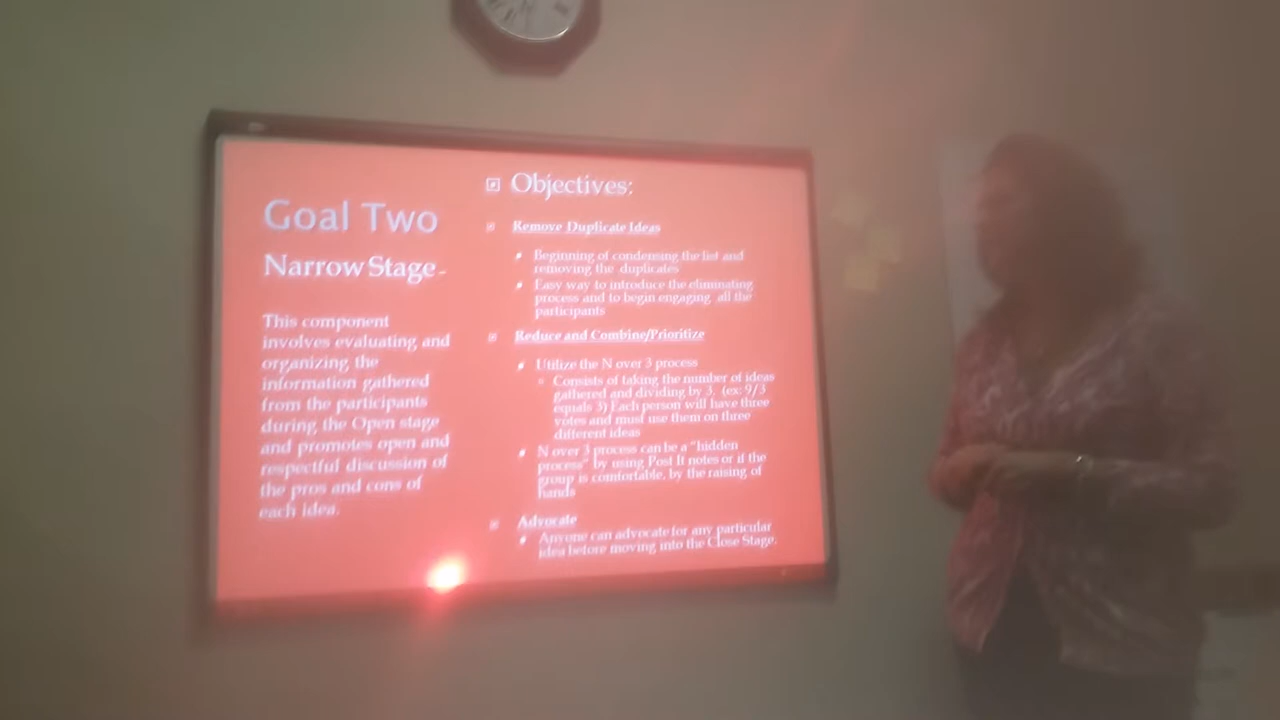 Goal Two
Narrow Stage -
This component
involves evaluating and
organizing the
information gathered
from the participants
during the Open stage
and promotes open and
respectful discussion of
the pros and cons of
each idea.
Objectives:
Remove Duplicate Ideas
Beginning of condensing the list and
removing the duplicates
Easy way to introduce the eliminating
process and to begin engaging all the
participants
Reduce and Combine/Prioritize
Utilize the N over 3 process
Consists of taking the number of ideas
gathered and dividing by 3. (ex: 9/3
equals 3) Each person will have three
votes and must use them on three
different ideas
N over 3 process can be a "hidden
process" by using Post It notes or if the
group is comfortable, by the raising of
hands
Advocate
Anyone can advocate for any particular
idea before moving into the Close Stage.